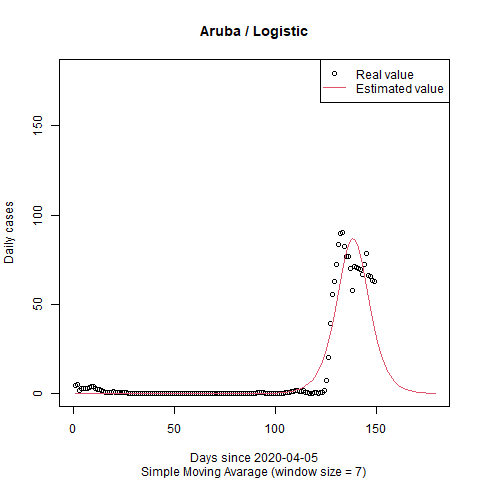 Aruba / Logistic
Real value
Estimated value
Daily cases
0
50
100
150
0
50
100
150
Days since 2020-04-05
Simple Moving Avarage (window size = 7)